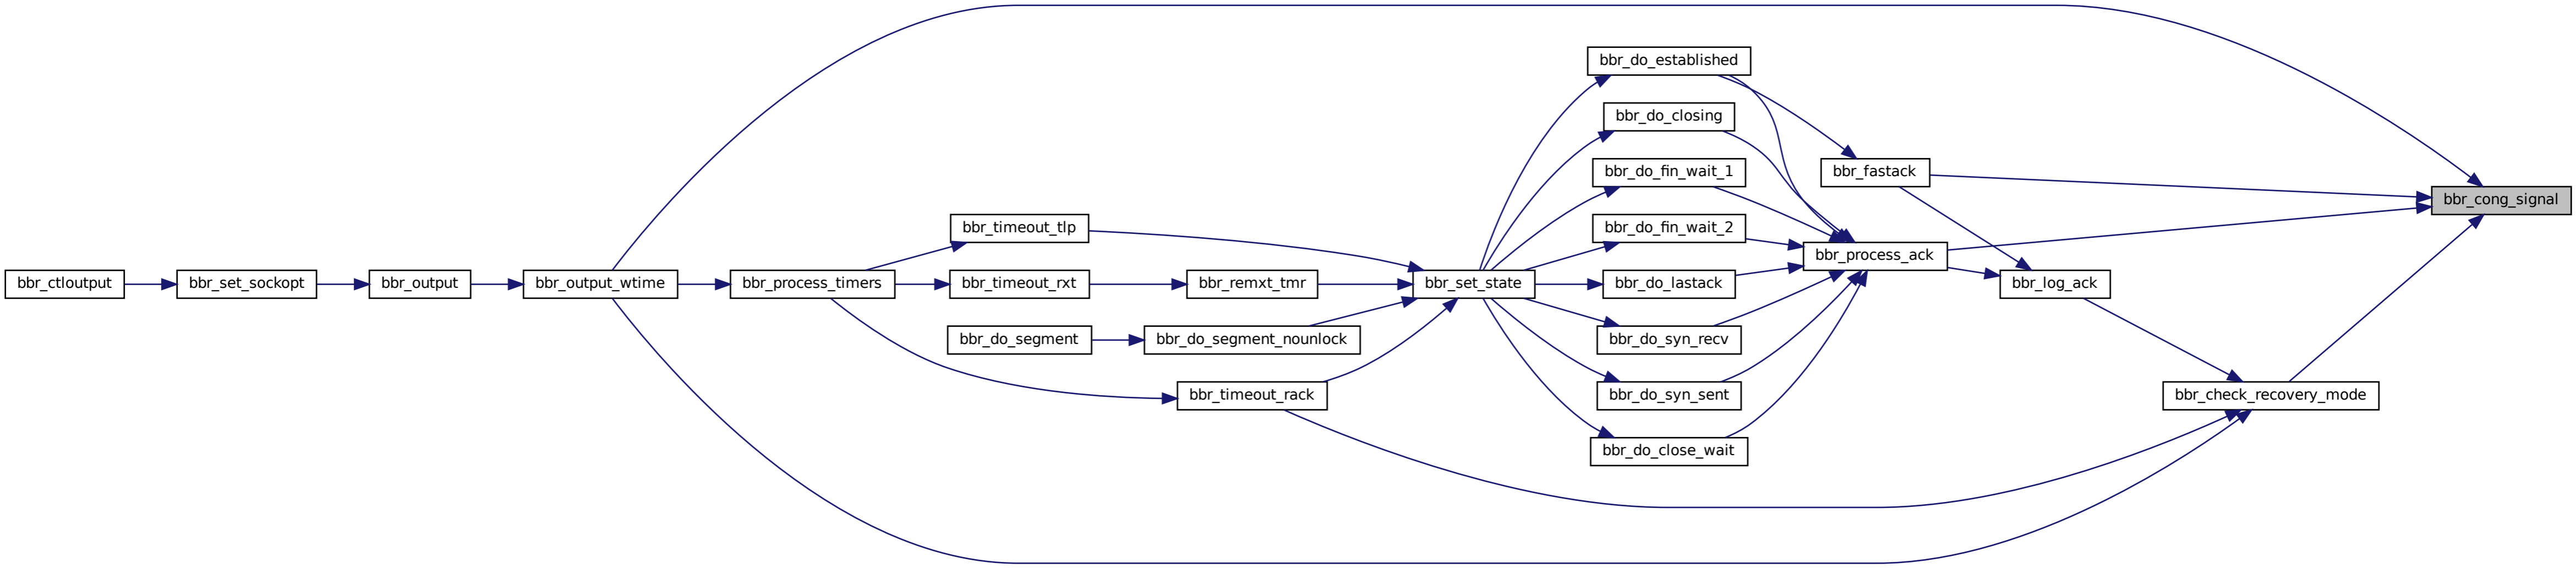 bbr_do_established
bbr_do_closing
bbr_do_fin_wait_1
bbr_fastack
bbr_cong_signal
bbr_timeout_tlp
bbr_do_fin_wait_2
bbr_process_ack
bbr_ctloutput
bbr_set_sockopt
bbr_output
bbr_output_wtime
bbr_process_timers
bbr_timeout_rxt
bbr_remxt_tmr
bbr_set_state
bbr_do_lastack
bbr_log_ack
bbr_do_segment
bbr_do_segment_nounlock
bbr_do_syn_recv
bbr_timeout_rack
bbr_do_syn_sent
bbr_check_recovery_mode
bbr_do_close_wait